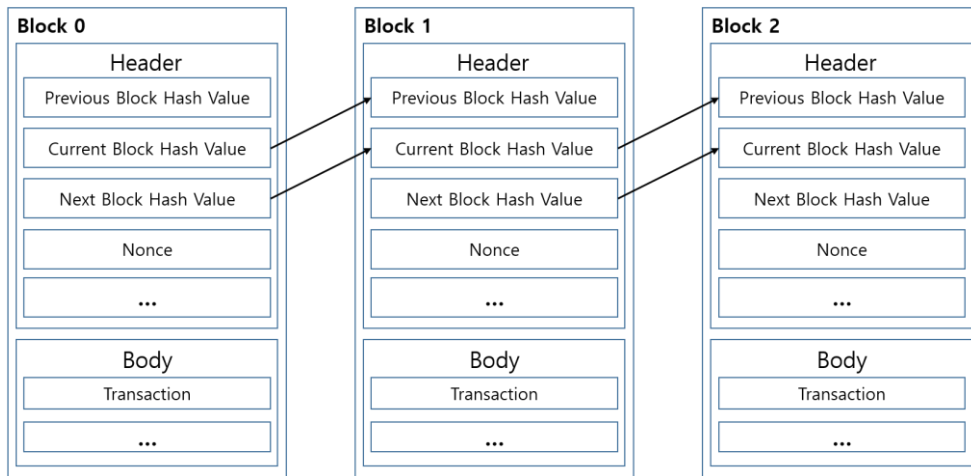 Block 0
Header
Previous Block Hash Value
Current Block Hash Value
Next Block Hash Value
Nonce
...
Body
Transaction
...
Block 1
Header
Previous Block Hash Value
Current Block Hash Value
Next Block Hash Value
Nonce
...
Body
Transaction
...
Block 2
Header
Previous Block Hash Value
Current Block Hash Value
Next Block Hash Value
Nonce
...
Body
Transaction
...